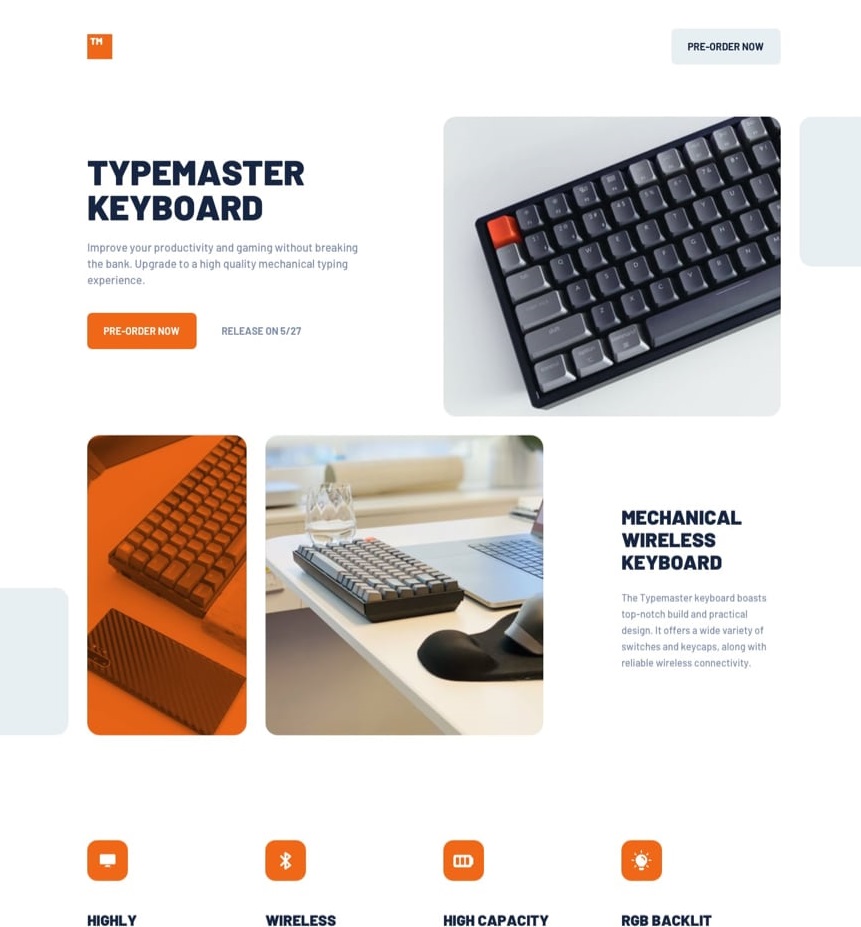 TM
PRE-ORDER NOW
TYPEMASTER
KEYBOARD
Improve your productivity and gaming without breaking
the bank. Upgrade to a high quality mechanical typing
experience.
PRE-ORDER NOW
RELEASE ON 5/27
MECHANICAL
WIRELESS
KEYBOARD
The Typemaster keyboard boasts
top-notch build and practical
design. It offers a wide variety of
switches and keycaps, along with
reliable wireless connectivity.
HIGHLY
WIRELESS
HIGH CAPACITY
RGB BACKLIT